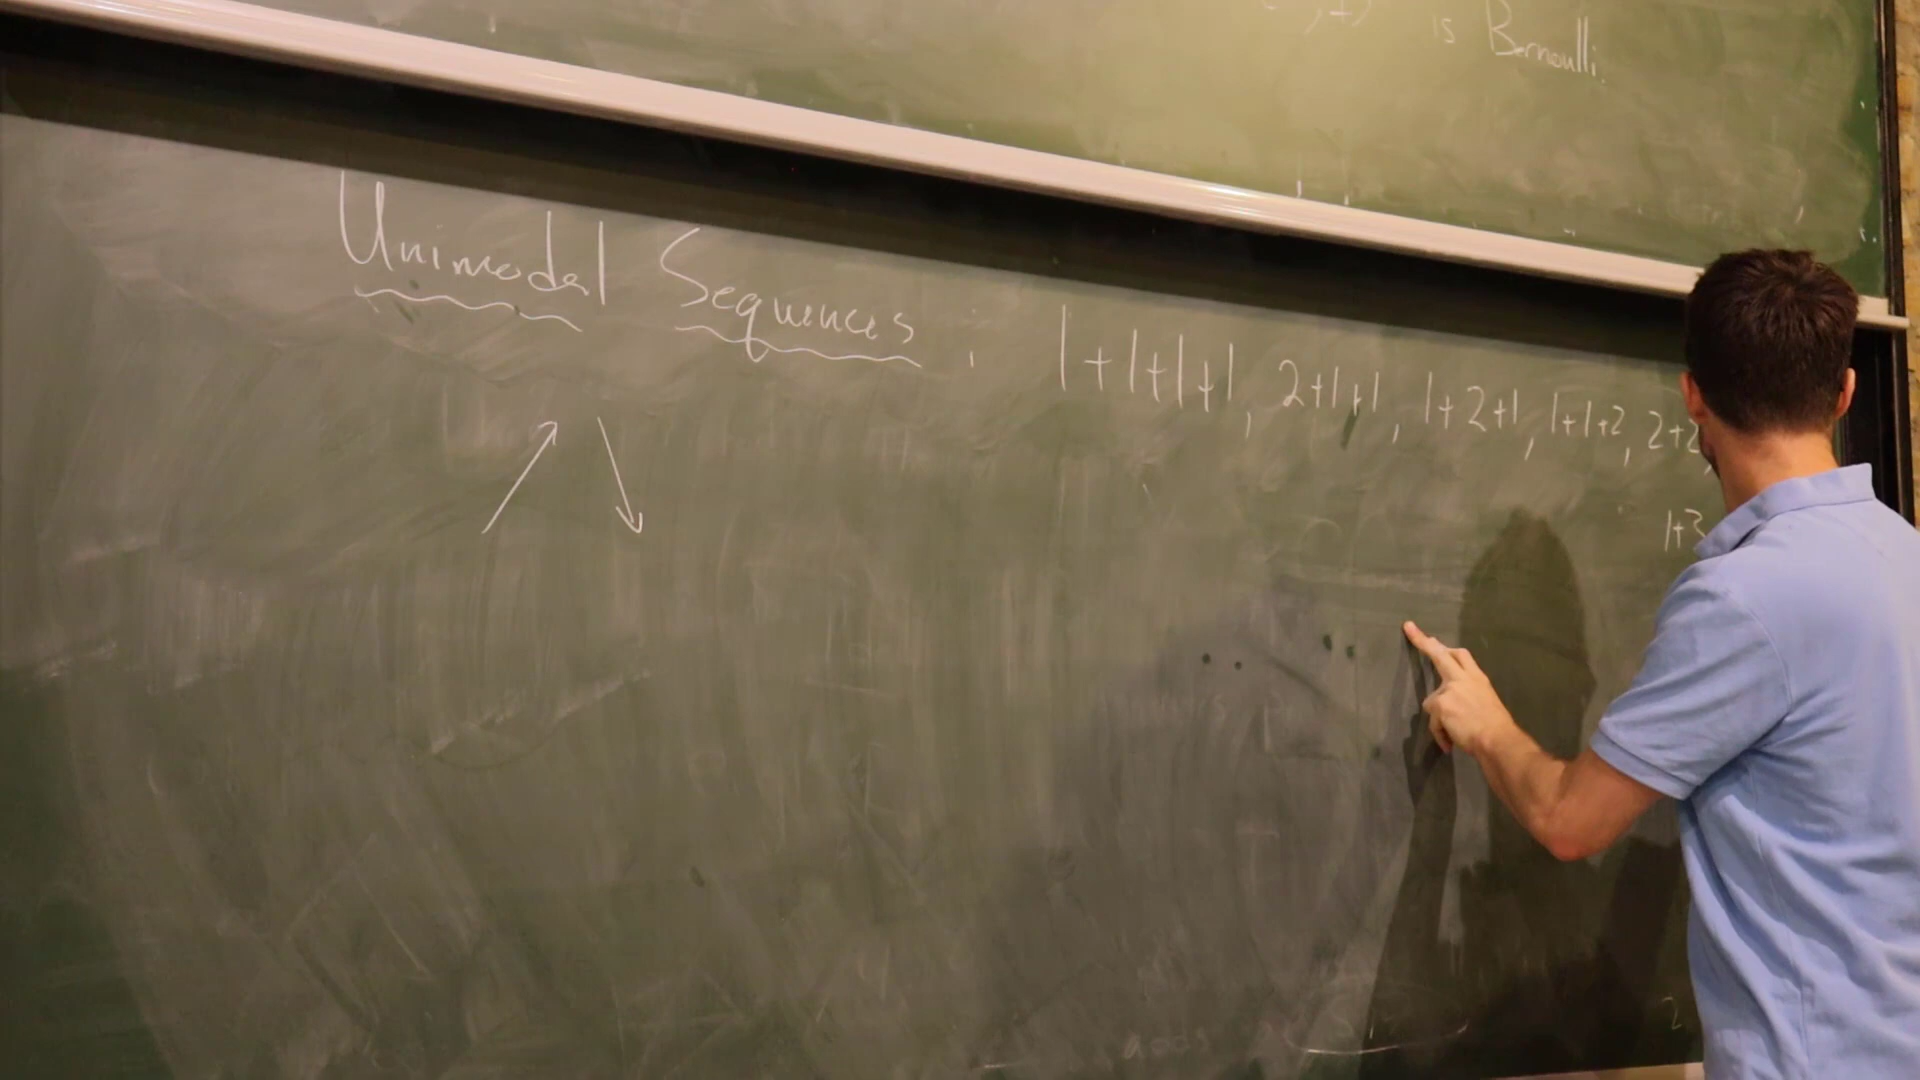 is Bernoulli.
Unimodal Sequences : 1+1+1+1, 2+1+1, 1+2+1, 1+1+2, 2+2,
1+3